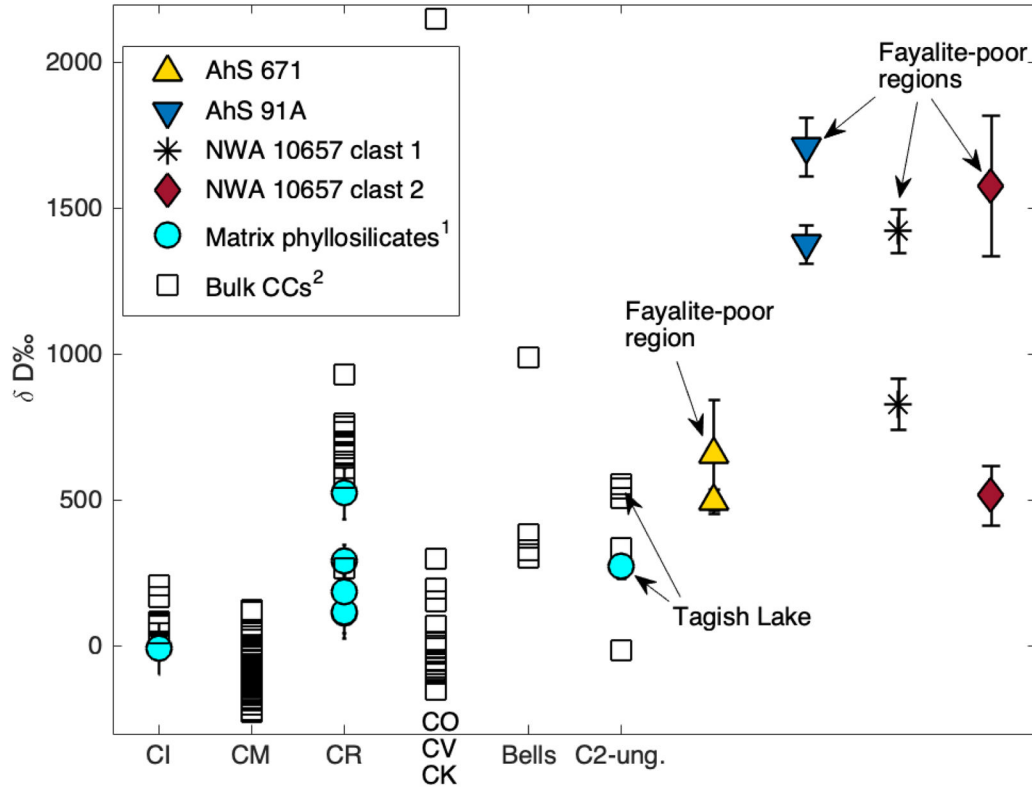 2000
1500
1000
500
0
δ D‰
AhS 671
AhS 91A
NWA 10657 clast 1
NWA 10657 clast 2
Matrix phyllosilicates¹
Bulk CCs²
Fayalite-poor
regions
Fayalite-poor
region
Tagish Lake
CI
CM
CR
CO
CV
CK
Bells
C2-ung.